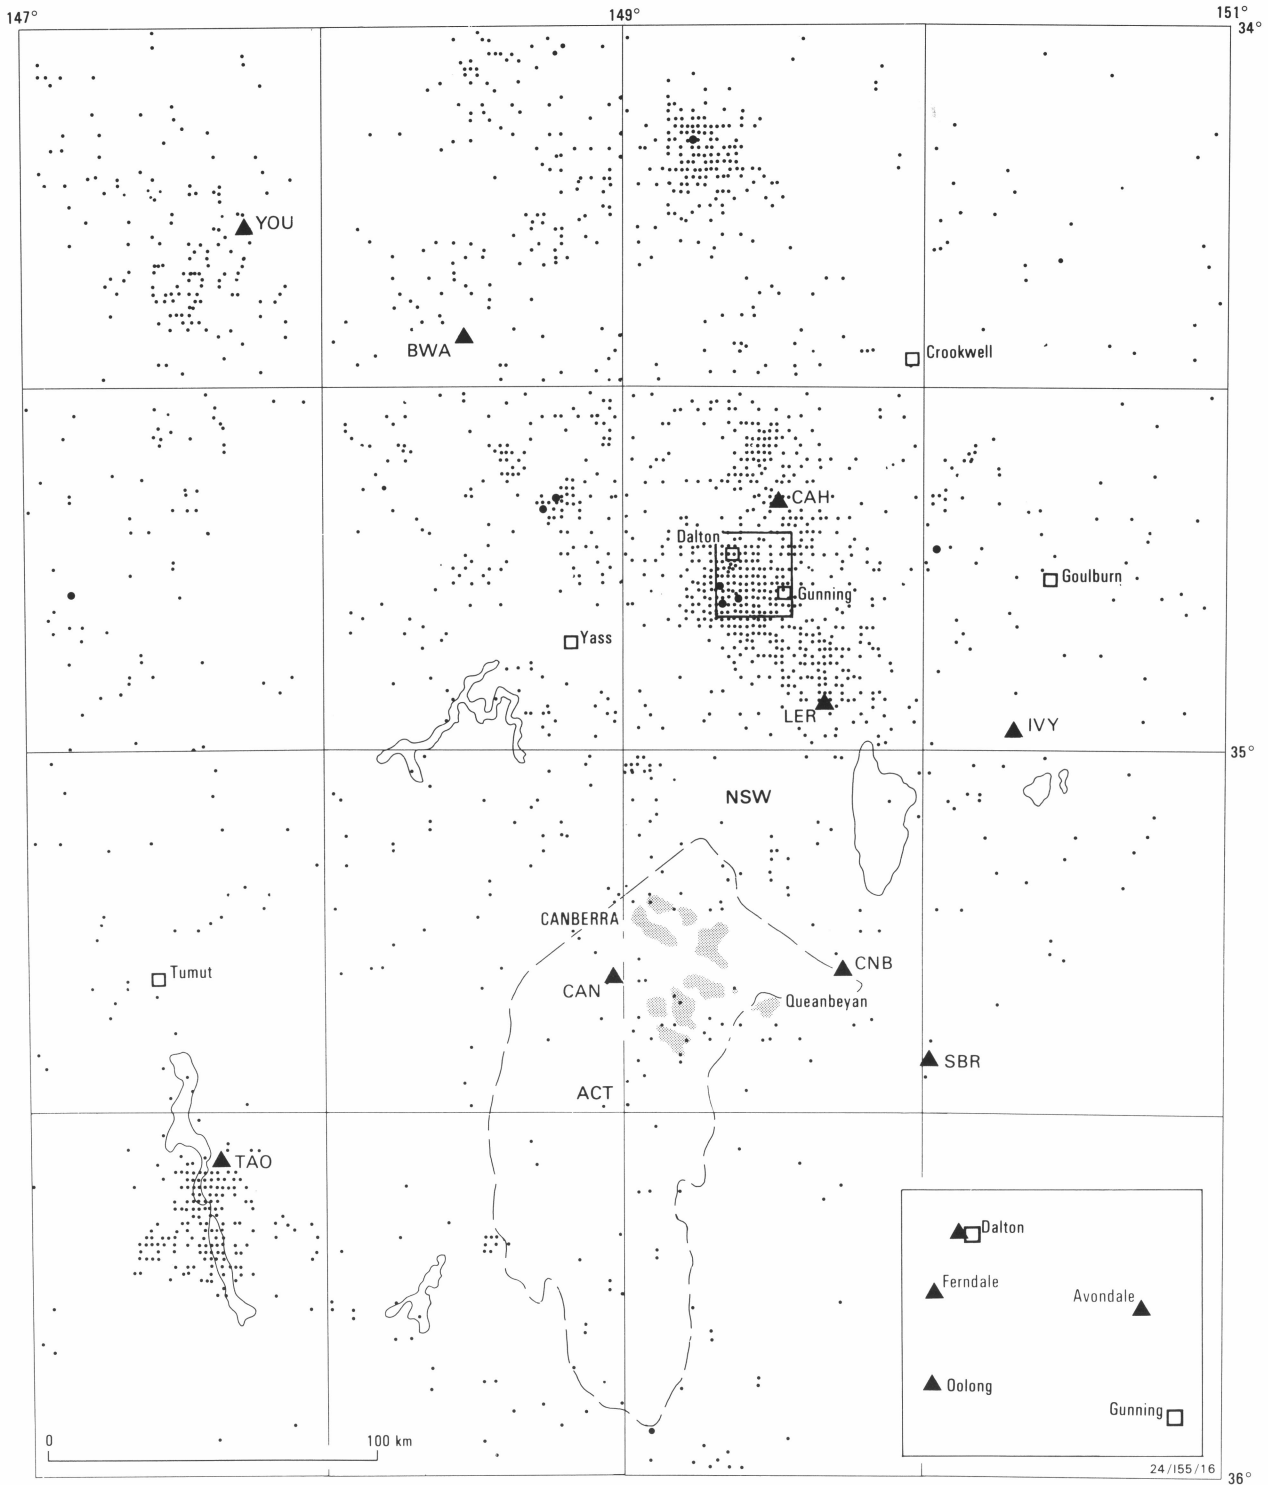 147°
149°
151°
34°
YOU
BWA
Crookwell
CAH
Dalton
Goulburn
Gunning
Yass
LER
IVY
35°
NSW
CANBERRA
CNB
Tumut
CAN
Queanbeyan
SBR
ACT
TAO
Dalton
Ferndale
Avondale
Oolong
Gunning
0
100 km
24/I55/16
36°